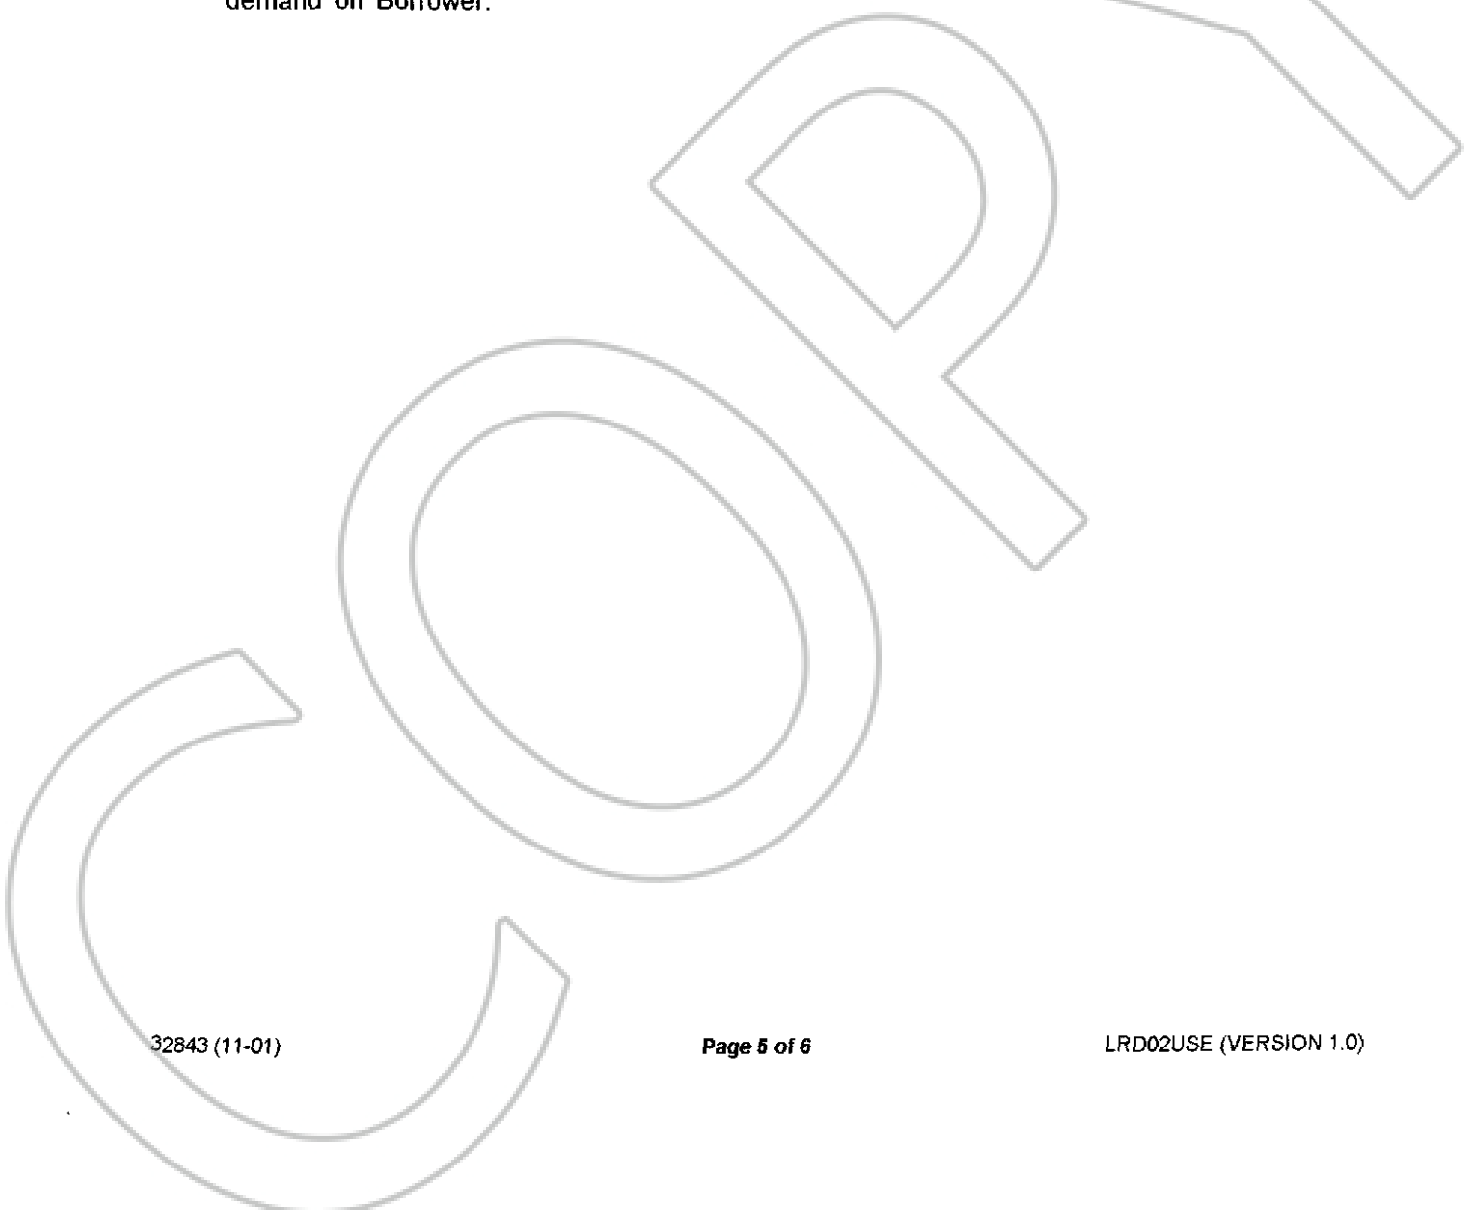 demand on Borrower.
COPY
32843 (11-01) Page 5 of 6 LRD02USE (VERSION 1.0)